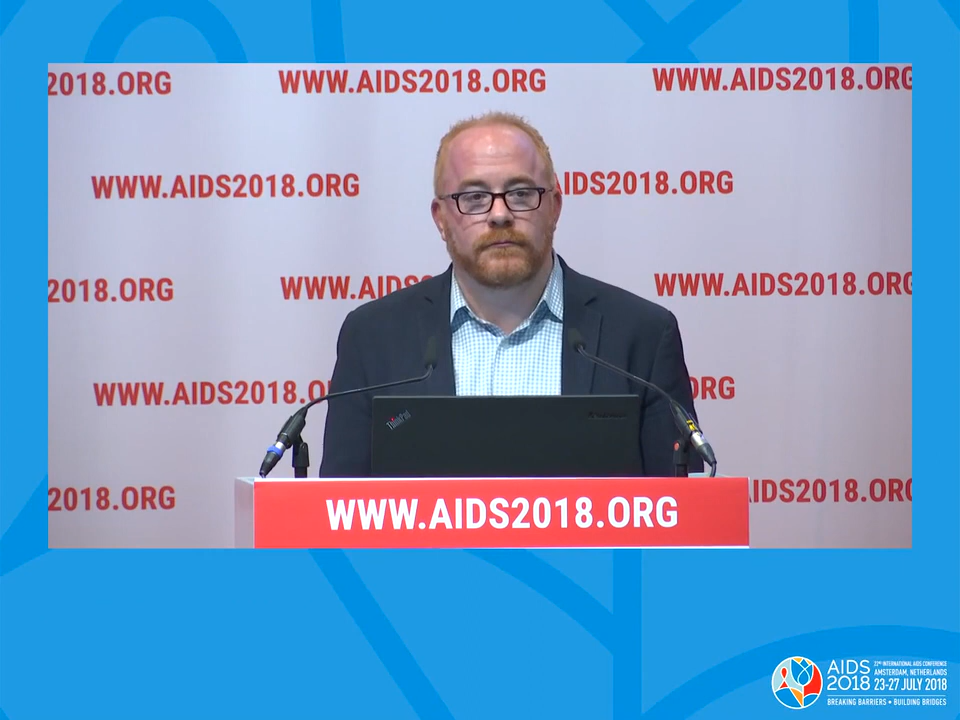 2018.ORG WWW.AIDS2018.ORG WWW.AIDS2018.ORG
WWW.AIDS2018.ORG AIDS2018.ORG
2018.ORG WWW.AIDS WWW.AIDS2018.ORG
WWW.AIDS2018.O ORG
2018.ORG AIDS2018.ORG
ThinkPad
WWW.AIDS2018.ORG
AIDS 2018
22ND INTERNATIONAL AIDS CONFERENCE
AMSTERDAM, NETHERLANDS
23-27 JULY 2018
BREAKING BARRIERS • BUILDING BRIDGES